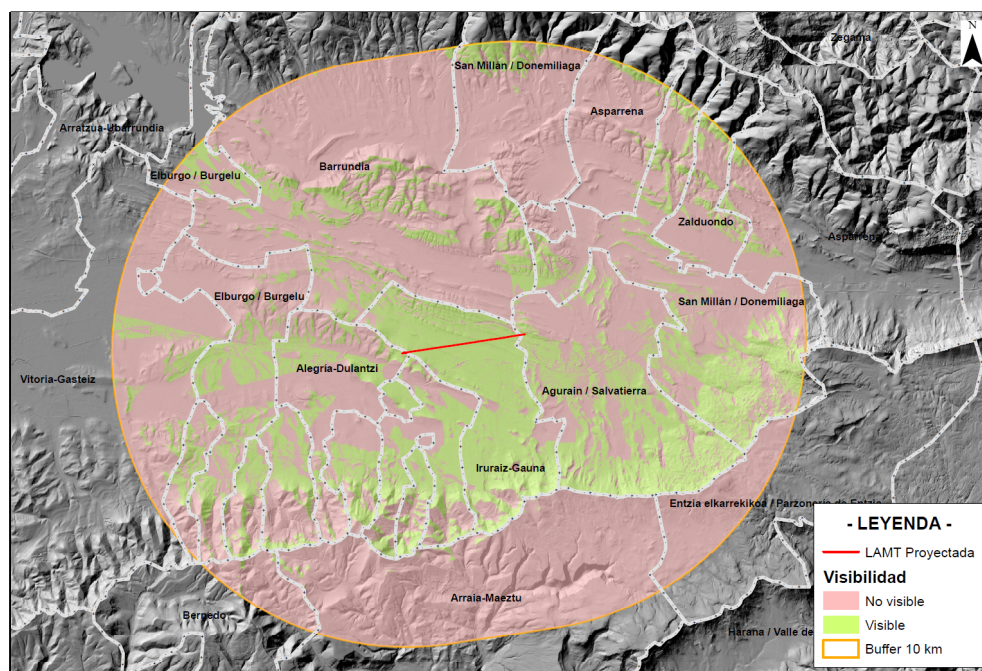 N
Zegama
San Millán / Donemiliaga
Asparrena
Arratzua-Ubarrundia
Barrundia
Elburgo / Burgelu
Zalduondo
Asparrena
Elburgo / Burgelu
San Millán / Donemiliaga
Vitoria-Gasteiz
Alegría-Dulantzi
Agurain / Salvatierra
Iruraiz-Gauna
Entzia elkarrekikoa / Parzonería de Entzia
Arraia-Maeztu
Bernedo
Harana / Valle de
- LEYENDA -
LAMT Proyectada
Visibilidad
No visible
Visible
Buffer 10 km